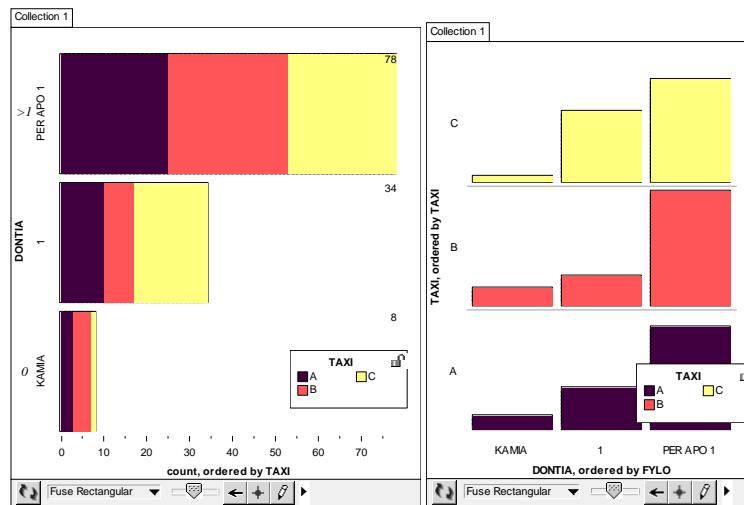 Collection 1
78
>1
PER APO 1
34
DONTIA
1
8
0
KAMIA
TAXI
A
C
B
0
10
20
30
40
50
60
70
count, ordered by TAXI
Fuse Rectangular
Collection 1
C
TAXI, ordered by TAXI
B
A
TAXI
A
C
B
KAMIA
1
PER APO 1
DONTIA, ordered by FYLO
Fuse Rectangular